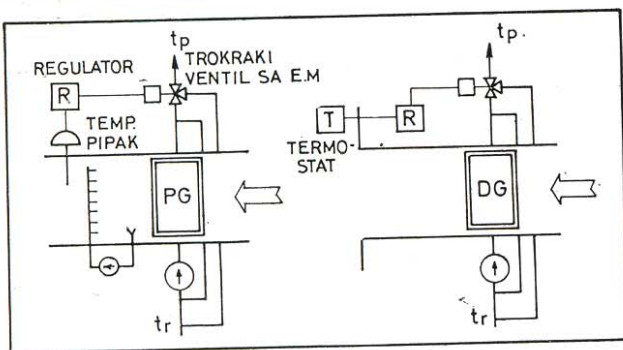 tp
REGULATOR
TROKRAKI
VENTIL SA E.M
R
TEMP.
PIPAK
PG
tr
tp.
T
R
TERMO-
STAT
DG
tr